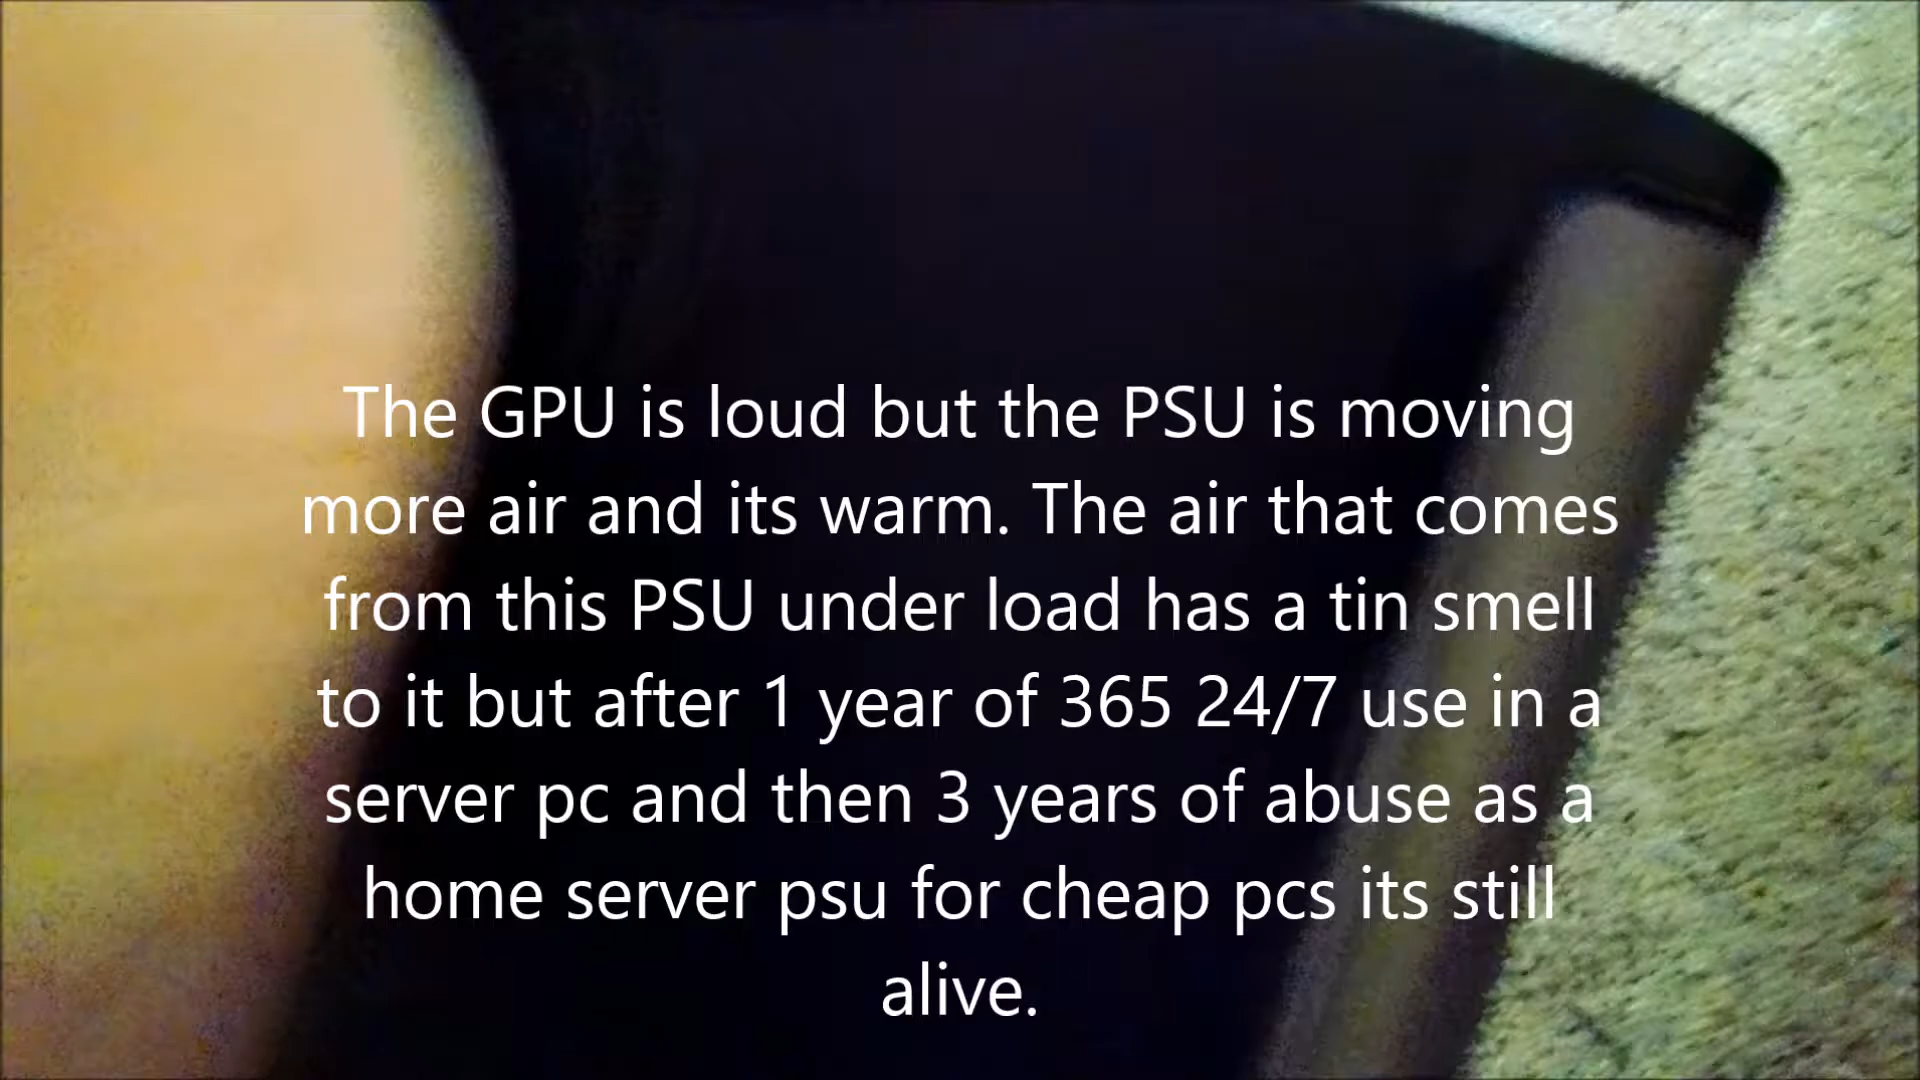 The GPU is loud but the PSU is moving
more air and its warm. The air that comes
from this PSU under load has a tin smell
to it but after 1 year of 365 24/7 use in a
server pc and then 3 years of abuse as a
home server psu for cheap pcs its still
alive.